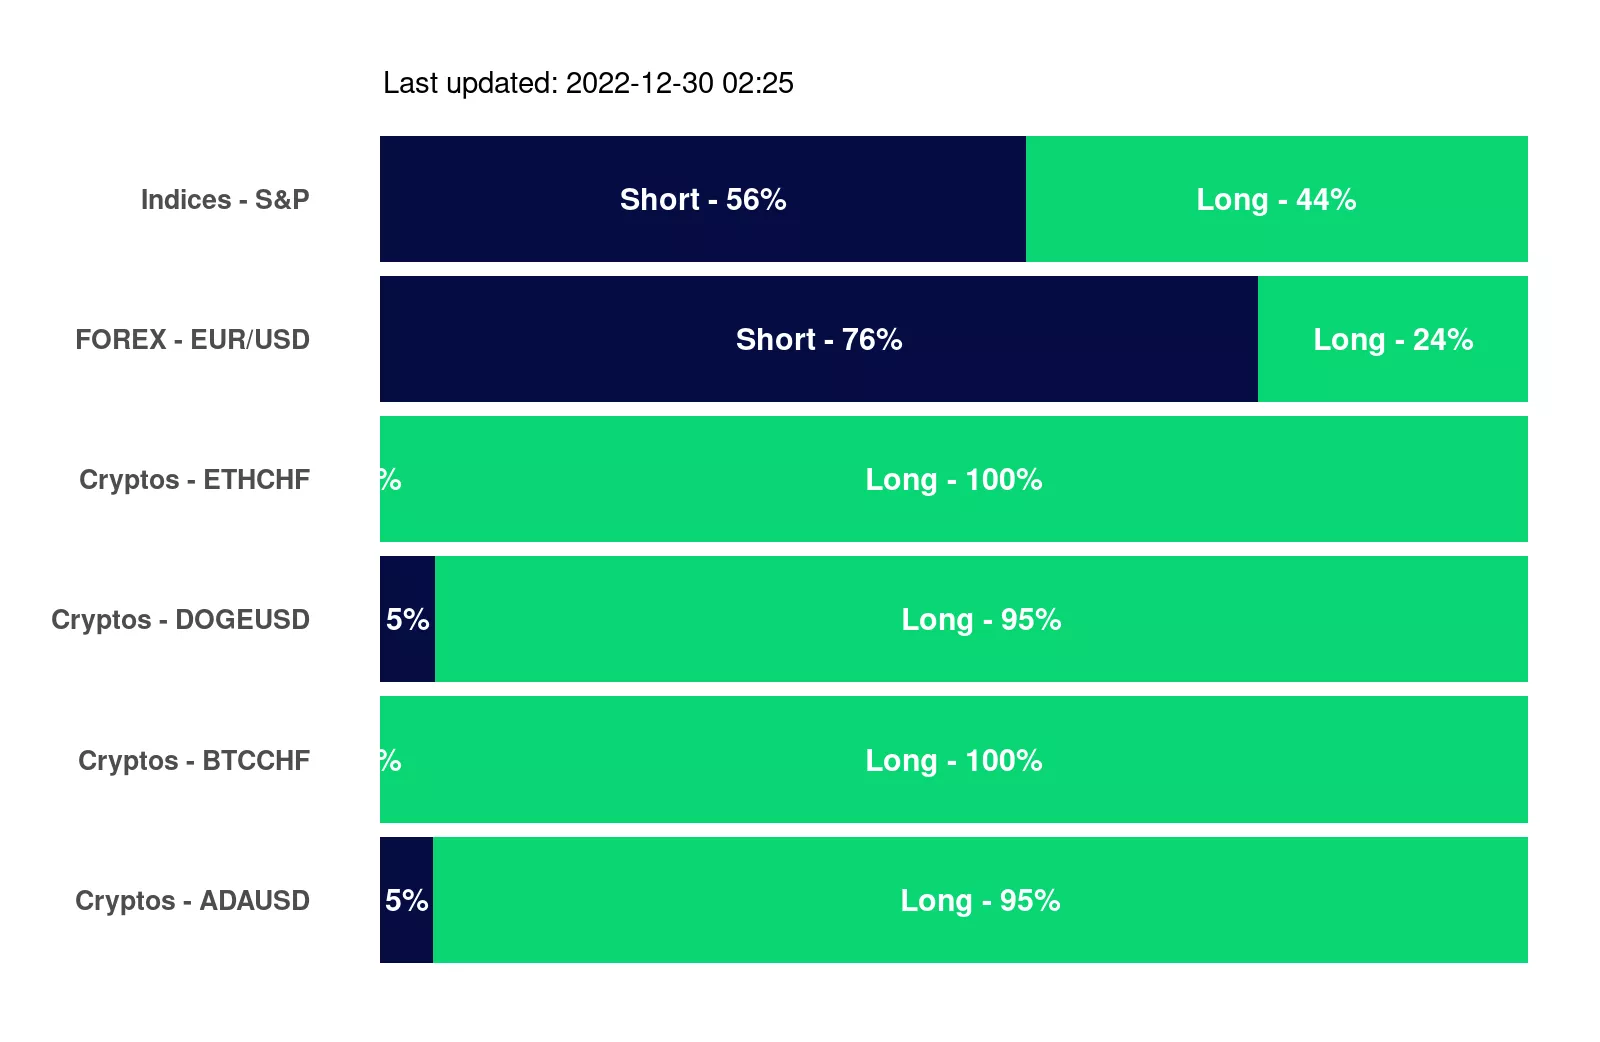 Last updated: 2022-12-30 02:25
Indices - S&P Short - 56% Long - 44%
FOREX - EUR/USD Short - 76% Long - 24%
Cryptos - ETHCHF % Long - 100%
Cryptos - DOGEUSD 5% Long - 95%
Cryptos - BTCCHF % Long - 100%
Cryptos - ADAUSD 5% Long - 95%